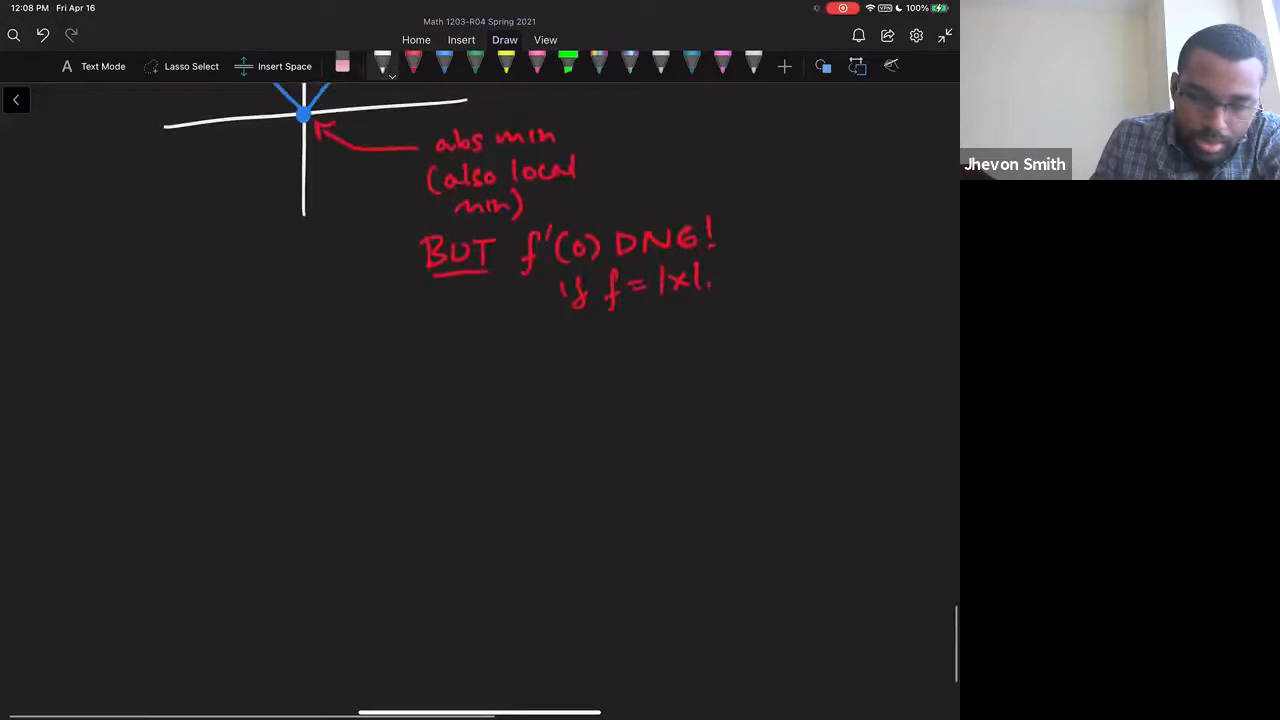 12:08 PM Fri Apr 16
VPN 100%
Math 1203-R04 Spring 2021
Home Insert Draw View
Text Mode Lasso Select Insert Space
abs min
(also local
min)
BUT f'(0) DNE!
if f = |x|.
Jhevon Smith